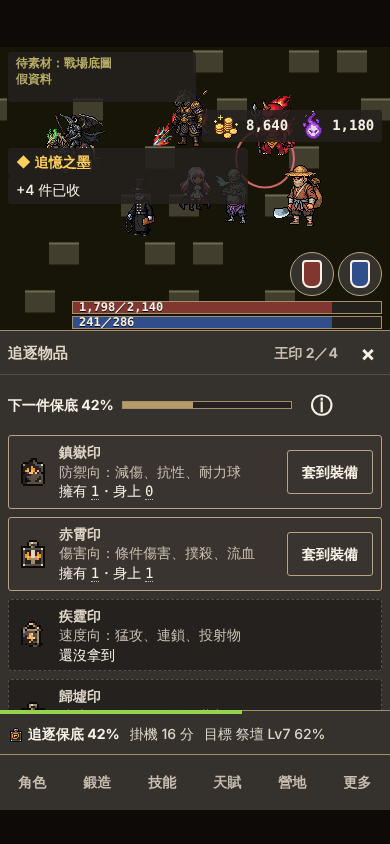 待素材：戰場底圖
假資料
8,640
1,180
◆ 追憶之墨
+4 件已收
1,798／2,140
241／286
追逐物品
王印 2／4
×
下一件保底 42%
鎮嶽印
防禦向：減傷、抗性、耐力球
擁有 1・身上 0
套到裝備
赤霄印
傷害向：條件傷害、撲殺、流血
擁有 1・身上 1
套到裝備
疾霆印
速度向：猛攻、連鎖、投射物
還沒拿到
歸墟印
追逐保底 42% 掛機 16 分 目標 祭壇 Lv7 62%
角色 鍛造 技能 天賦 營地 更多